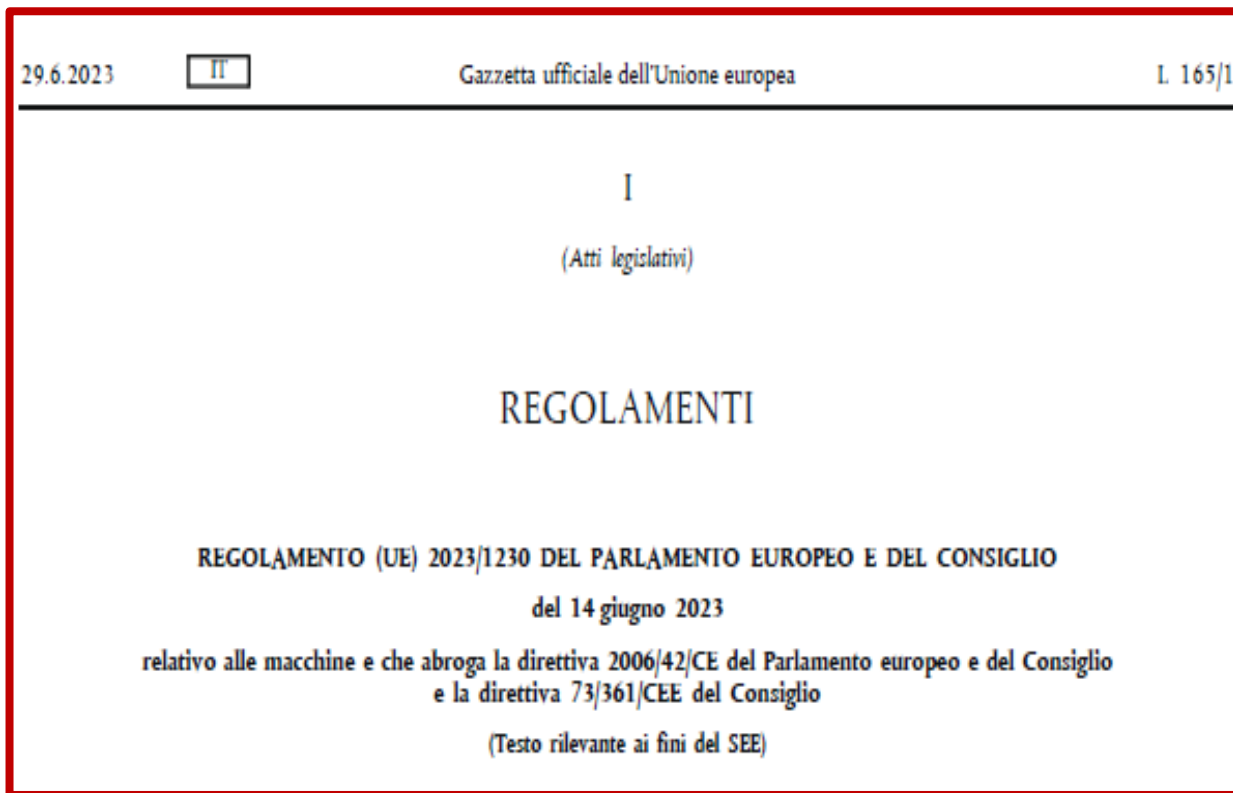 29.6.2023 IT Gazzetta ufficiale dell'Unione europea L 165/1
I
(Atti legislativi)
REGOLAMENTI
REGOLAMENTO (UE) 2023/1230 DEL PARLAMENTO EUROPEO E DEL CONSIGLIO
del 14 giugno 2023
relativo alle macchine e che abroga la direttiva 2006/42/CE del Parlamento europeo e del Consiglio
e la direttiva 73/361/CEE del Consiglio
(Testo rilevante ai fini del SEE)